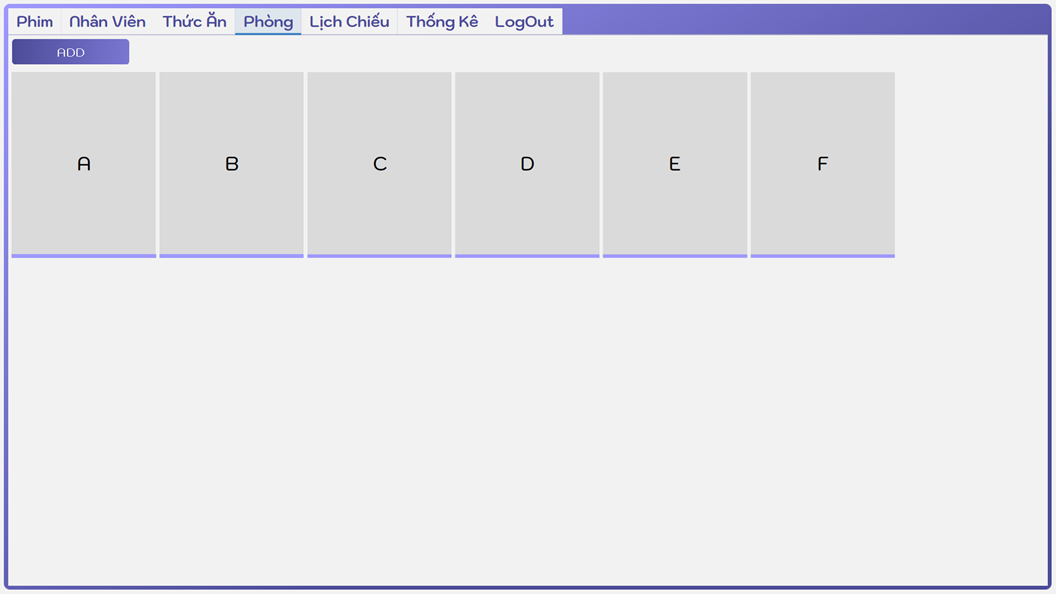 Phim Nhân Viên Thức Ăn Phòng Lịch Chiếu Thống Kê LogOut
ADD
A B C D E F